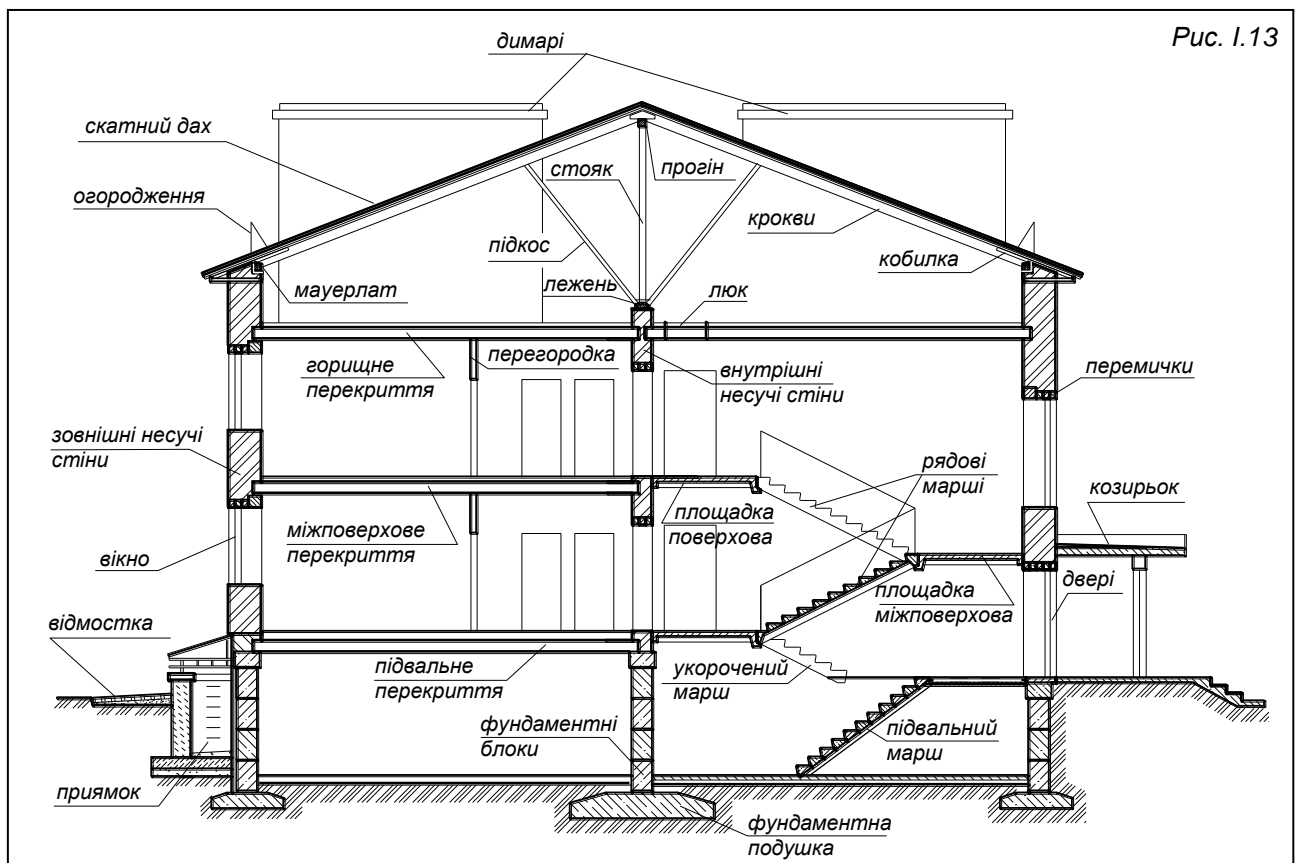 Рис. I.13
димарі
скатний дах
стояк
прогін
огородження
підкос
крокви
кобилка
мауерлат
лежень
люк
горищне
перекриття
перегородка
внутрішні
несучі стіни
перемички
зовнішні несучі
стіни
рядові
марші
козирьок
міжповерхове
перекриття
площадка
поверхова
вікно
площадка
міжповерхова
двері
відмостка
підвальне
перекриття
укорочений
марш
фундаментні
блоки
підвальний
марш
приямок
фундаментна
подушка